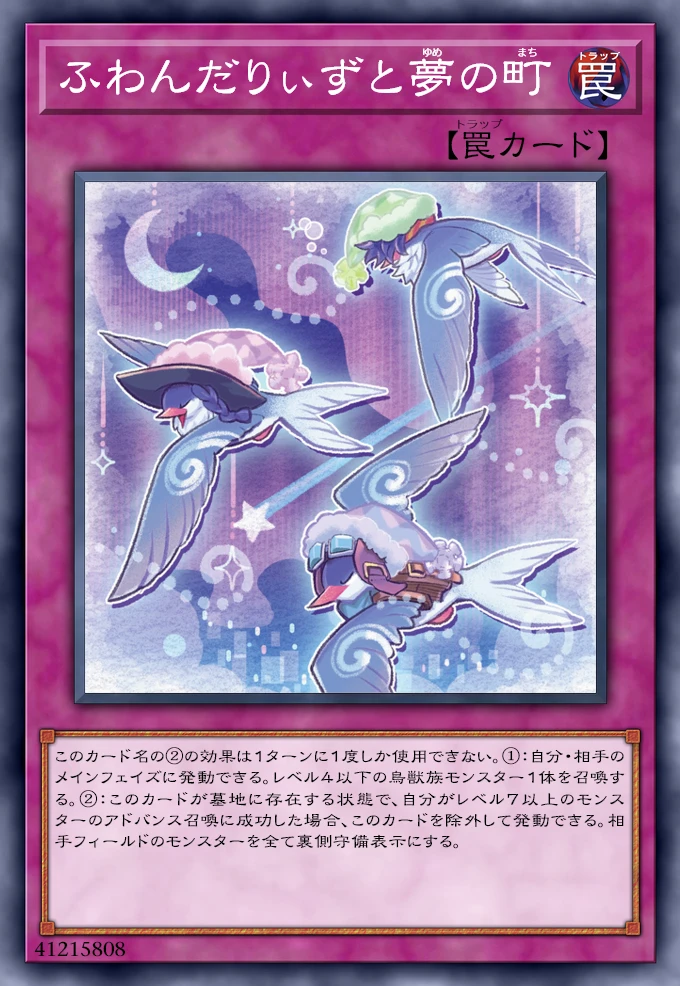 ふわんだりぃずと夢の町
ゆめ
まち
罠
トラップ
【罠カード】
トラップ
このカード名の②の効果は1ターンに1度しか使用できない。①:自分・相手の
メインフェイズに発動できる。レベル4以下の鳥獣族モンスター1体を召喚す
る。②:このカードが墓地に存在する状態で、自分がレベル7以上のモンス
ターのアドバンス召喚に成功した場合、このカードを除外して発動できる。相
手フィールドのモンスターを全て裏側守備表示にする。
41215808